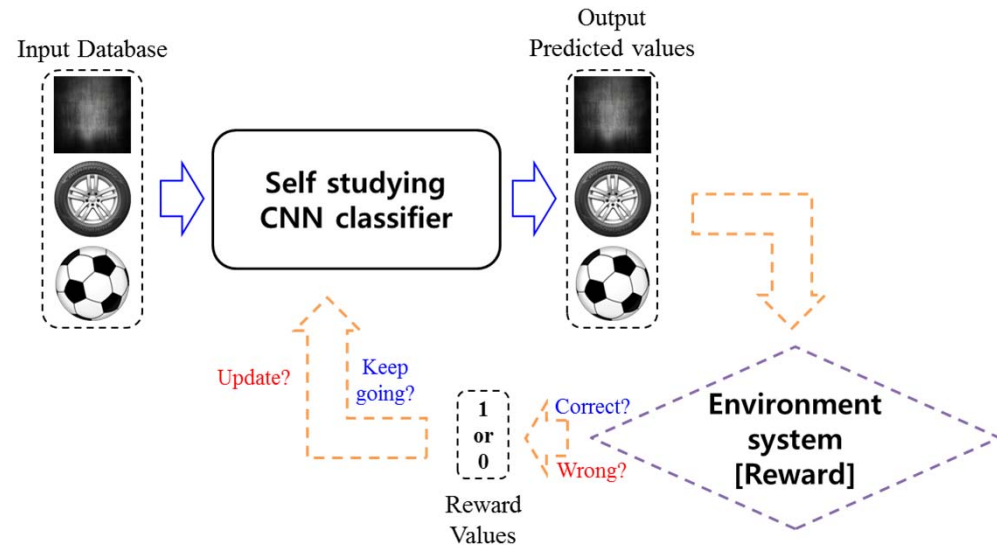 Input Database
Output
Predicted values
Self studying
CNN classifier
Update?
Keep
going?
1
or
0
Reward
Values
Correct?
Wrong?
Environment
system
[Reward]